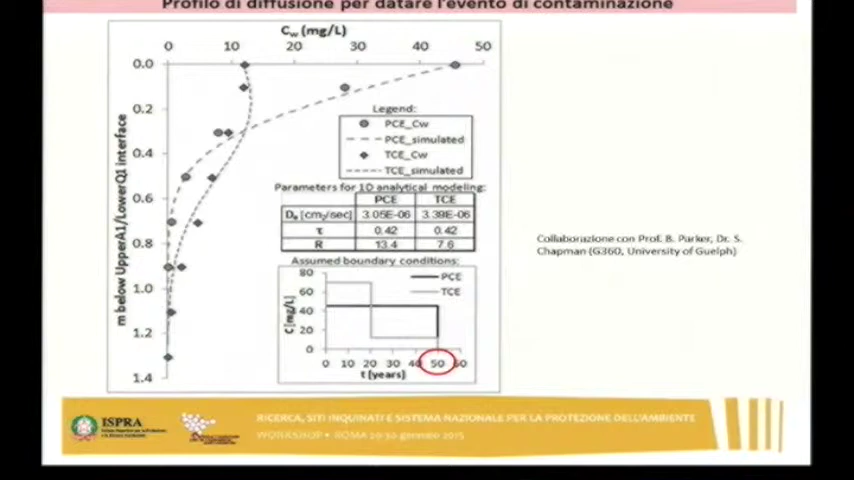 Profilo di diffusione per datare l'evento di contaminazione
Cw (mg/L)
0 10 20 30 40 50
0.0
0.2
0.4
0.6
0.8
1.0
1.2
1.4
m below UpperA1/LowerQ1 interface
Legend:
PCE_Cw
PCE_simulated
TCE_Cw
TCE_simulated
Parameters for 1D analytical modeling:
PCE TCE
De [cm2/sec] 3.05E-06 3.39E-06
τ 0.42 0.42
R 13.4 7.6
Assumed boundary conditions:
80
60
40
20
0
C [mg/L]
PCE
TCE
0 10 20 30 40 50 60
t [years]
Collaborazione con Prof. B. Parker, Dr. S.
Chapman (G360, University of Guelph)
ISPRA
RICERCA, SITI INQUINATI E SISTEMA NAZIONALE PER LA PROTEZIONE DELL'AMBIENTE
WORKSHOP • ROMA 29-30 gennaio 2015